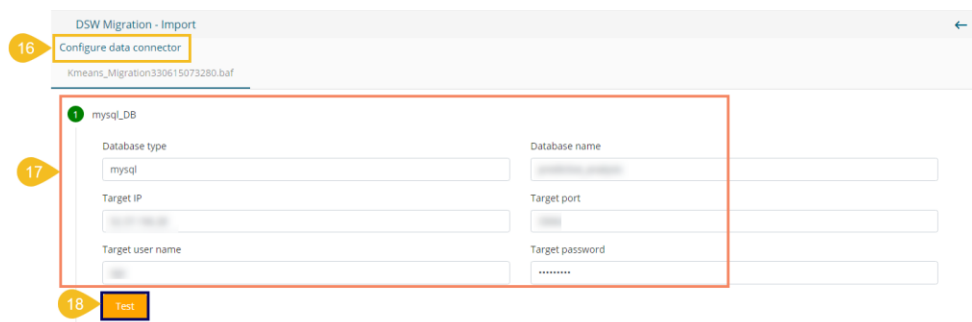 DSW Migration - Import
16
Configure data connector
Kmeans_Migration330615073280.baf
1 mysql_DB
17
Database type
Database name
mysql
Target IP
Target port
Target user name
Target password
•••••••••
18
Test